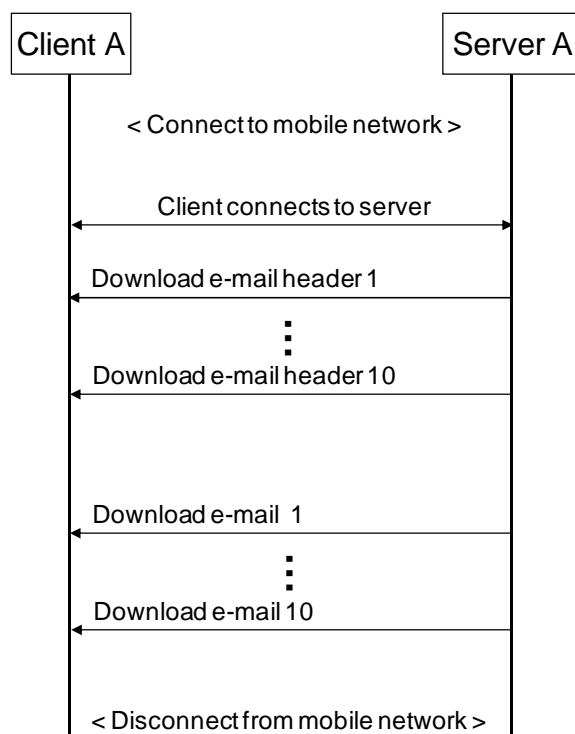 Client A
Server A
< Connect to mobile network >
Client connects to server
Download e-mail header 1
Download e-mail header 10
Download e-mail 1
Download e-mail 10
< Disconnect from mobile network >